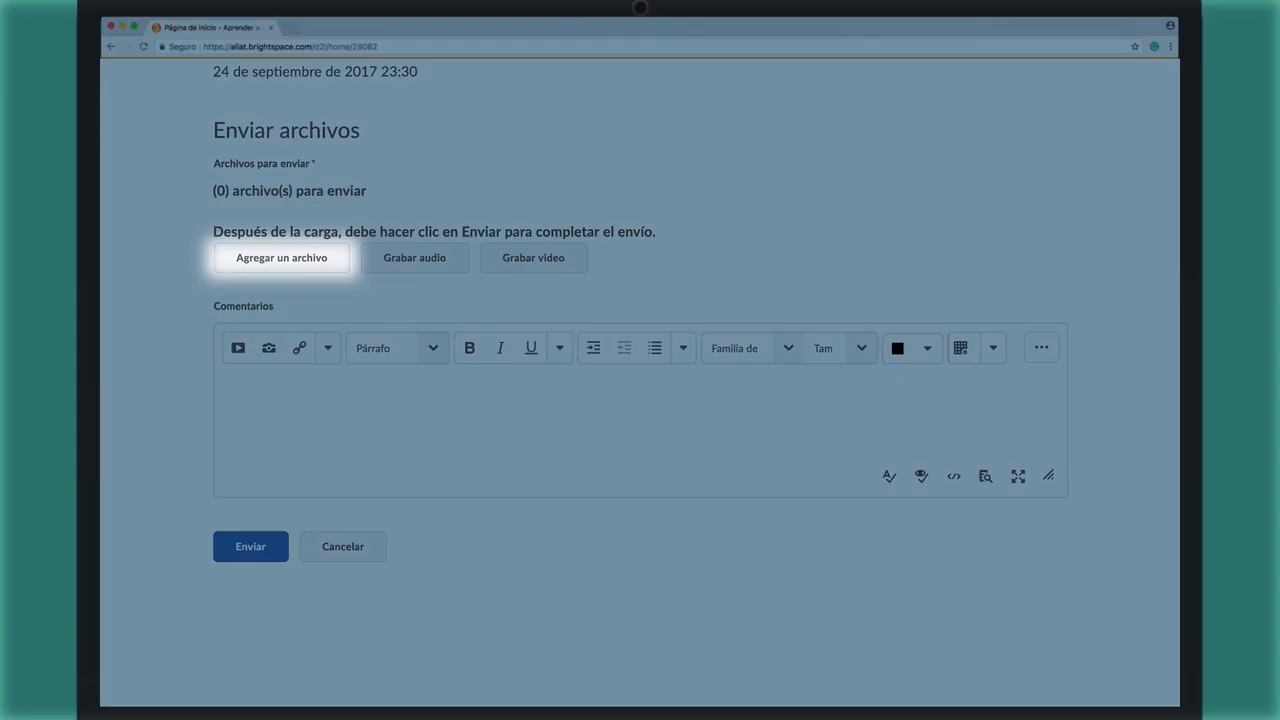 Página de inicio - Aprender a
Seguro https://aliat.brightspace.com/d2l/home/28082
24 de septiembre de 2017 23:30
Enviar archivos
Archivos para enviar *
(0) archivo(s) para enviar
Después de la carga, debe hacer clic en Enviar para completar el envío.
Agregar un archivo Grabar audio Grabar video
Comentarios
Párrafo B I U Familia de Tam
Enviar Cancelar